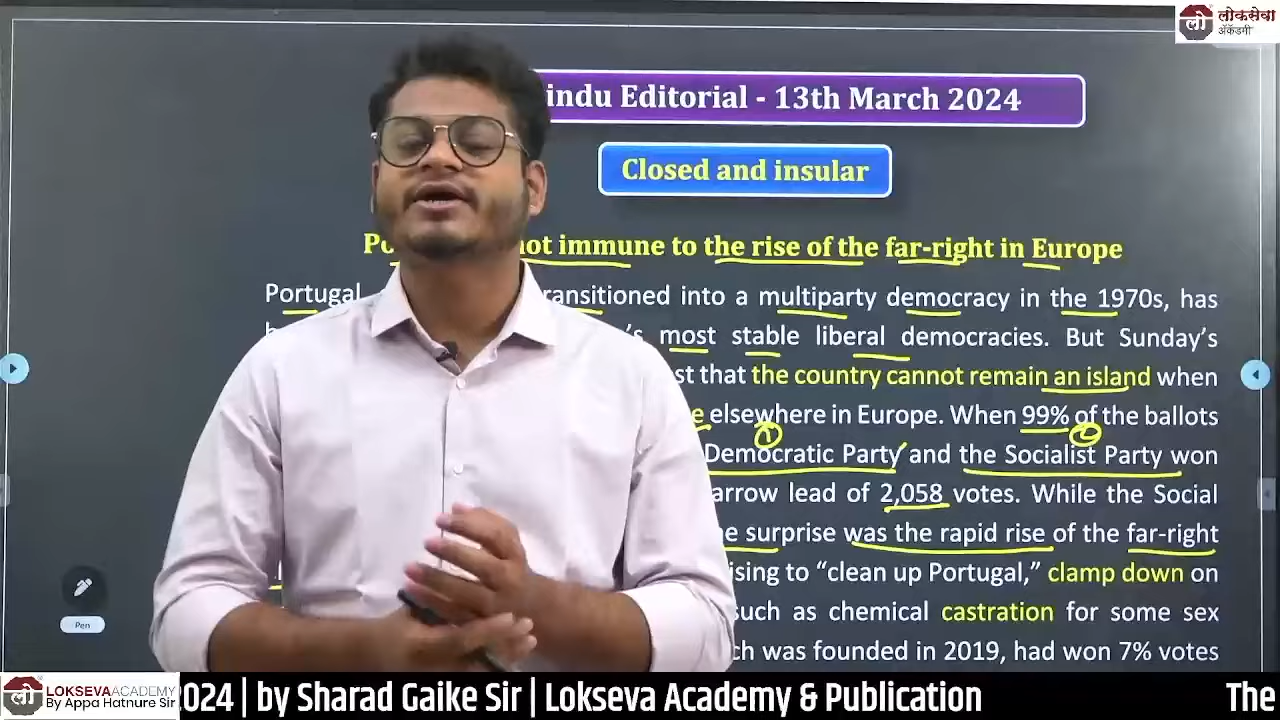 लो
लोकसेवा
अ‍ॅकॅडमी
indu Editorial - 13th March 2024
Closed and insular
not immune to the rise of the far-right in Europe
Portugal ransitioned into a multiparty democracy in the 1970s, has
's most stable liberal democracies. But Sunday's
st that the country cannot remain an island when
e elsewhere in Europe. When 99% of the ballots
1 2
Democratic Party and the Socialist Party won
arrow lead of 2,058 votes. While the Social
e surprise was the rapid rise of the far-right
ising to “clean up Portugal,” clamp down on
Pen
such as chemical castration for some sex
ch was founded in 2019, had won 7% votes
लो
LOKSEVA ACADEMY
By Appa Hatnure Sir
2024 | by Sharad Gaike Sir | Lokseva Academy & Publication The